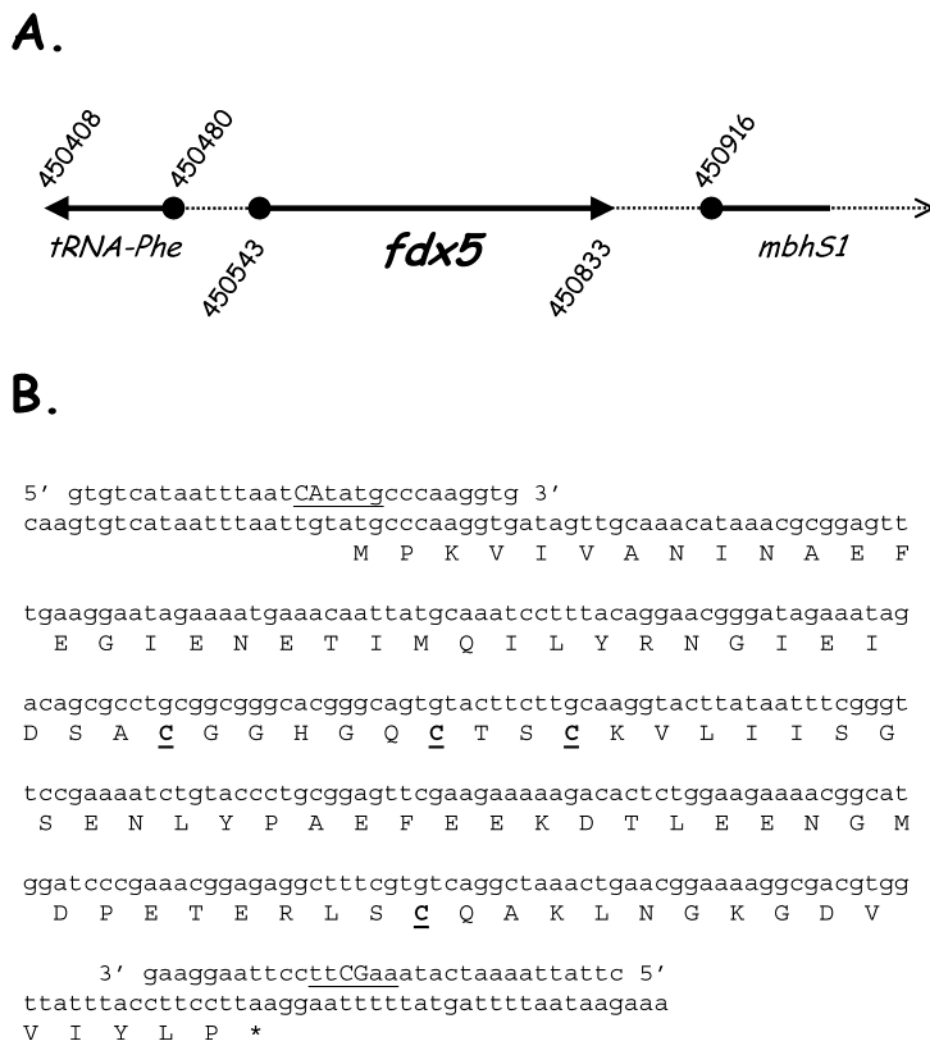 A.
450408 450480 450916
tRNA-Phe fdx5 mbhS1
450543 450833
B.
5’ gtgtcataatttaatCAtatgcccaaggtg 3’
caagtgtcataatttaattgtatgcccaaggtgatagttgcaaacataaacgcggagtt
M P K V I V A N I N A E F
tgaaggaatagaaaatgaaacaattatgcaaatcctttacaggaacgggatagaaatag
E G I E N E T I M Q I L Y R N G I E I
acagcgcctgcggcgggcacgggcagtgtacttcttgcaaggtacttataatttcgggt
D S A C G G H G Q C T S C K V L I I S G
tccgaaaatctgtaccctgcggagttcgaagaaaaagacactctggaagaaaacggcat
S E N L Y P A E F E E K D T L E E N G M
ggatcccgaaacggagaggctttcgtgtcaggctaaactgaacggaaaaggcgacgtgg
D P E T E R L S C Q A K L N G K G D V
3’ gaaggaattccttCGaaatactaaaattattc 5’
ttatttaccttccttaaggaatttttatgattttaataagaaa
V I Y L P *